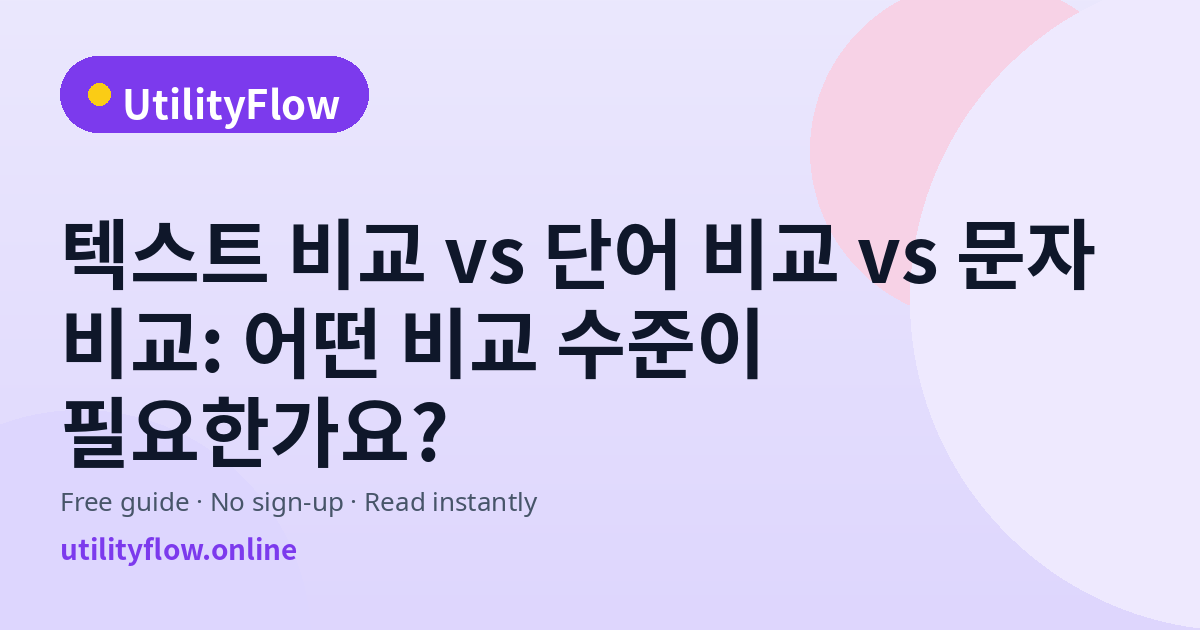 UtilityFlow
텍스트 비교 vs 단어 비교 vs 문자
비교: 어떤 비교 수준이
필요한가요?
Free guide · No sign-up · Read instantly
utilityflow.online